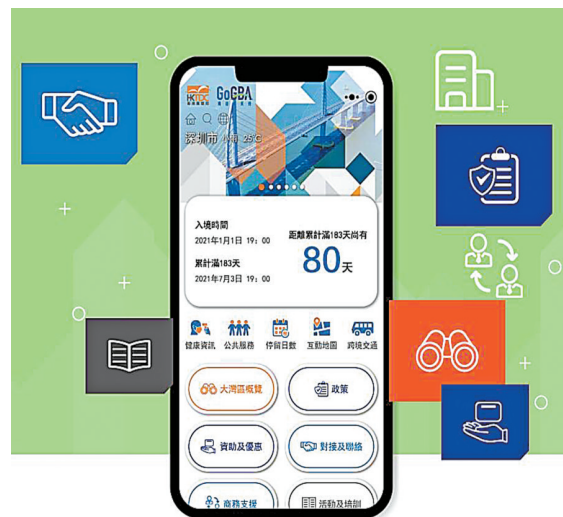 HKTDC
GoGBA
深圳市 25°C
入境時間
2021年1月1日 19:00
累計滿183天
2021年7月3日 19:00
距離累計滿183天尚有
80天
健康資訊 公共服務 停留日數 互動地圖 跨境交通
大灣區概覽
政策
資助及優惠
對接及聯絡
商務支援
活動及培訓